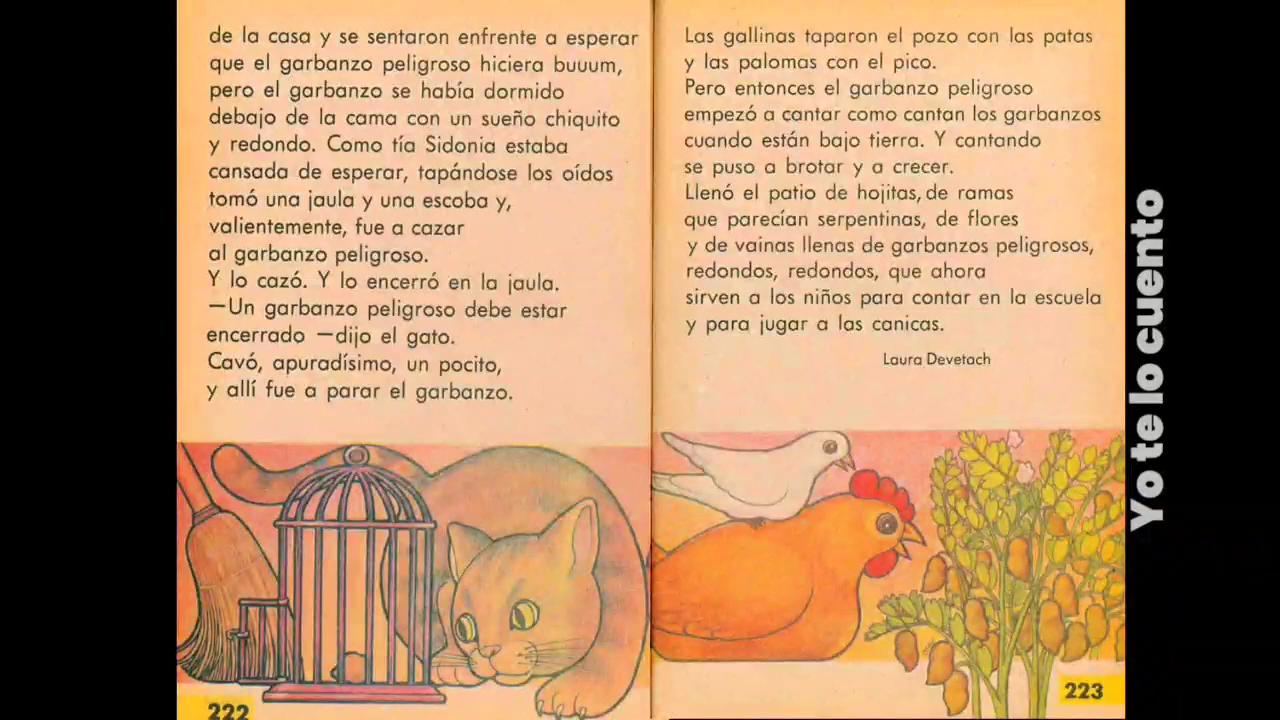 de la casa y se sentaron enfrente a esperar
que el garbanzo peligroso hiciera buuum,
pero el garbanzo se había dormido
debajo de la cama con un sueño chiquito
y redondo. Como tía Sidonia estaba
cansada de esperar, tapándose los oídos
tomó una jaula y una escoba y,
valientemente, fue a cazar
al garbanzo peligroso.
Y lo cazó. Y lo encerró en la jaula.
—Un garbanzo peligroso debe estar
encerrado —dijo el gato.
Cavó, apuradísimo, un pocito,
y allí fue a parar el garbanzo.
222
Las gallinas taparon el pozo con las patas
y las palomas con el pico.
Pero entonces el garbanzo peligroso
empezó a cantar como cantan los garbanzos
cuando están bajo tierra. Y cantando
se puso a brotar y a crecer.
Llenó el patio de hojitas, de ramas
que parecían serpentinas, de flores
y de vainas llenas de garbanzos peligrosos,
redondos, redondos, que ahora
sirven a los niños para contar en la escuela
y para jugar a las canicas.
Laura Devetach
223
Yo te lo cuento